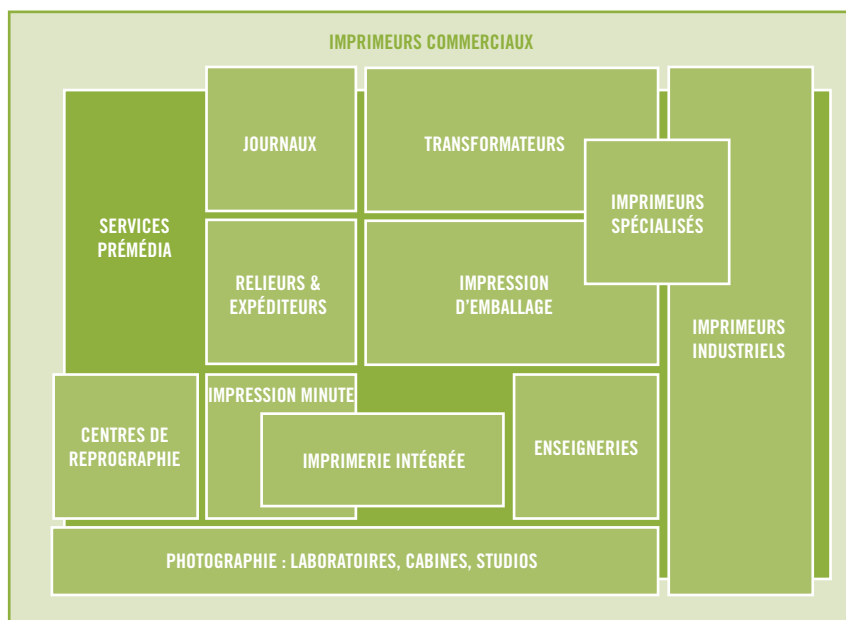 IMPRIMEURS COMMERCIAUX
JOURNAUX
TRANSFORMATEURS
IMPRIMEURS
SPÉCIALISÉS
SERVICES
PRÉMÉDIA
RELIEURS &
EXPÉDITEURS
IMPRESSION
D'EMBALLAGE
IMPRIMEURS
INDUSTRIELS
IMPRESSION MINUTE
CENTRES DE
REPROGRAPHIE
IMPRIMERIE INTÉGRÉE
ENSEIGNERIES
PHOTOGRAPHIE : LABORATOIRES, CABINES, STUDIOS